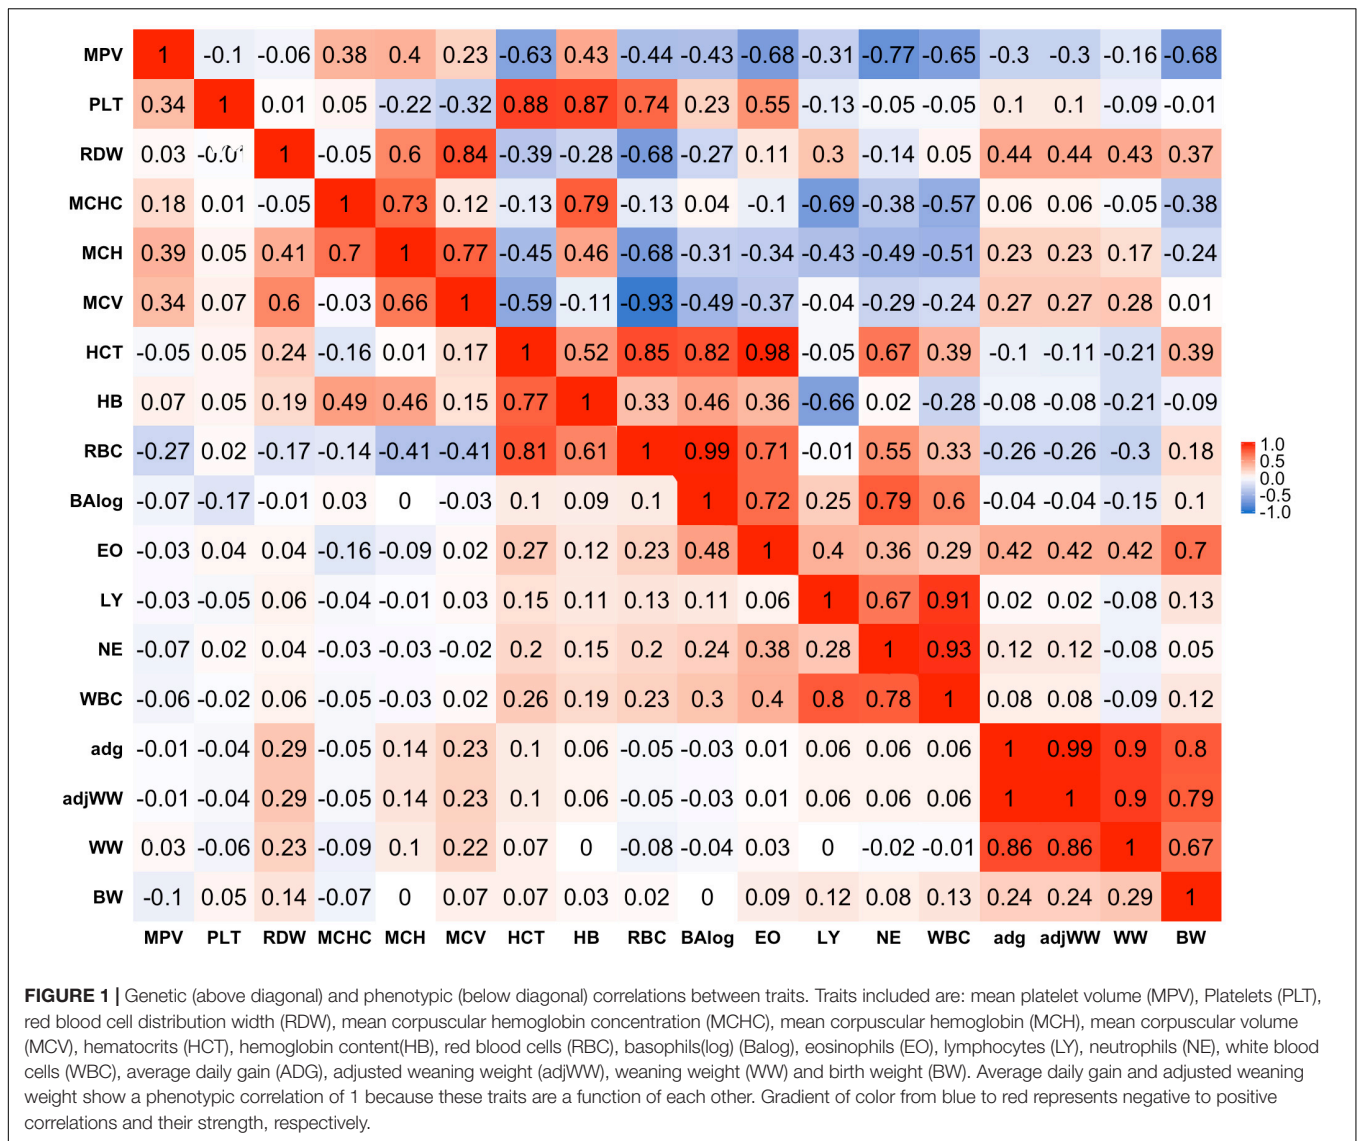 MPV 1 -0.1 -0.06 0.38 0.4 0.23 -0.63 0.43 -0.44 -0.43 -0.68 -0.31 -0.77 -0.65 -0.3 -0.3 -0.16 -0.68
PLT 0.34 1 0.01 0.05 -0.22 -0.32 0.88 0.87 0.74 0.23 0.55 -0.13 -0.05 -0.05 0.1 0.1 -0.09 -0.01
RDW 0.03 -0.01 1 -0.05 0.6 0.84 -0.39 -0.28 -0.68 -0.27 0.11 0.3 -0.14 0.05 0.44 0.44 0.43 0.37
MCHC 0.18 0.01 -0.05 1 0.73 0.12 -0.13 0.79 -0.13 0.04 -0.1 -0.69 -0.38 -0.57 0.06 0.06 -0.05 -0.38
MCH 0.39 0.05 0.41 0.7 1 0.77 -0.45 0.46 -0.68 -0.31 -0.34 -0.43 -0.49 -0.51 0.23 0.23 0.17 -0.24
MCV 0.34 0.07 0.6 -0.03 0.66 1 -0.59 -0.11 -0.93 -0.49 -0.37 -0.04 -0.29 -0.24 0.27 0.27 0.28 0.01
HCT -0.05 0.05 0.24 -0.16 0.01 0.17 1 0.52 0.85 0.82 0.98 -0.05 0.67 0.39 -0.1 -0.11 -0.21 0.39
HB 0.07 0.05 0.19 0.49 0.46 0.15 0.77 1 0.33 0.46 0.36 -0.66 0.02 -0.28 -0.08 -0.08 -0.21 -0.09
RBC -0.27 0.02 -0.17 -0.14 -0.41 -0.41 0.81 0.61 1 0.99 0.71 -0.01 0.55 0.33 -0.26 -0.26 -0.3 0.18
BAlog -0.07 -0.17 -0.01 0.03 0 -0.03 0.1 0.09 0.1 1 0.72 0.25 0.79 0.6 -0.04 -0.04 -0.15 0.1
EO -0.03 0.04 0.04 -0.16 -0.09 0.02 0.27 0.12 0.23 0.48 1 0.4 0.36 0.29 0.42 0.42 0.42 0.7
LY -0.03 -0.05 0.06 -0.04 -0.01 0.03 0.15 0.11 0.13 0.11 0.06 1 0.67 0.91 0.02 0.02 -0.08 0.13
NE -0.07 0.02 0.04 -0.03 -0.03 -0.02 0.2 0.15 0.2 0.24 0.38 0.28 1 0.93 0.12 0.12 -0.08 0.05
WBC -0.06 -0.02 0.06 -0.05 -0.03 0.02 0.26 0.19 0.23 0.3 0.4 0.8 0.78 1 0.08 0.08 -0.09 0.12
adg -0.01 -0.04 0.29 -0.05 0.14 0.23 0.1 0.06 -0.05 -0.03 0.01 0.06 0.06 0.06 1 0.99 0.9 0.8
adjWW -0.01 -0.04 0.29 -0.05 0.14 0.23 0.1 0.06 -0.05 -0.03 0.01 0.06 0.06 0.06 1 1 0.9 0.79
WW 0.03 -0.06 0.23 -0.09 0.1 0.22 0.07 0 -0.08 -0.04 0.03 0 -0.02 -0.01 0.86 0.86 1 0.67
BW -0.1 0.05 0.14 -0.07 0 0.07 0.07 0.03 0.02 0 0.09 0.12 0.08 0.13 0.24 0.24 0.29 1
MPV PLT RDW MCHC MCH MCV HCT HB RBC BAlog EO LY NE WBC adg adjWW WW BW
1.0
0.5
0.0
-0.5
-1.0
FIGURE 1 | Genetic (above diagonal) and phenotypic (below diagonal) correlations between traits. Traits included are: mean platelet volume (MPV), Platelets (PLT),
red blood cell distribution width (RDW), mean corpuscular hemoglobin concentration (MCHC), mean corpuscular hemoglobin (MCH), mean corpuscular volume
(MCV), hematocrits (HCT), hemoglobin content(HB), red blood cells (RBC), basophils(log) (Balog), eosinophils (EO), lymphocytes (LY), neutrophils (NE), white blood
cells (WBC), average daily gain (ADG), adjusted weaning weight (adjWW), weaning weight (WW) and birth weight (BW). Average daily gain and adjusted weaning
weight show a phenotypic correlation of 1 because these traits are a function of each other. Gradient of color from blue to red represents negative to positive
correlations and their strength, respectively.